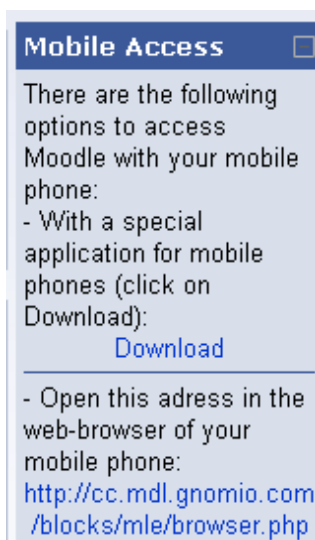 Mobile Access
There are the following
options to access
Moodle with your mobile
phone:
- With a special
application for mobile
phones (click on
Download):
Download
- Open this adress in the
web-browser of your
mobile phone:
http://cc.mdl.gnomio.com
/blocks/mle/browser.php